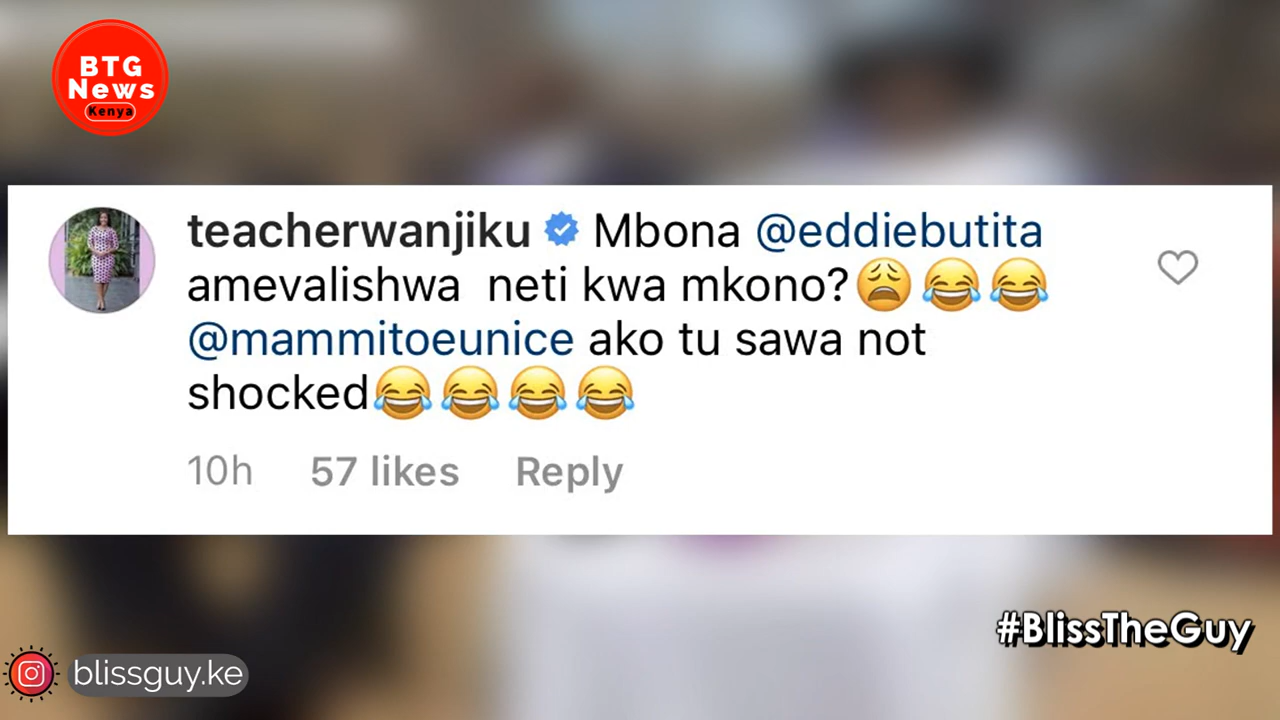 BTG
News
Kenya
teacherwanjiku Mbona @eddiebutita
amevalishwa neti kwa mkono?😩😂😂
@mammitoeunice ako tu sawa not
shocked😂😂😂😂
10h 57 likes Reply
#BlissTheGuy
blissguy.ke